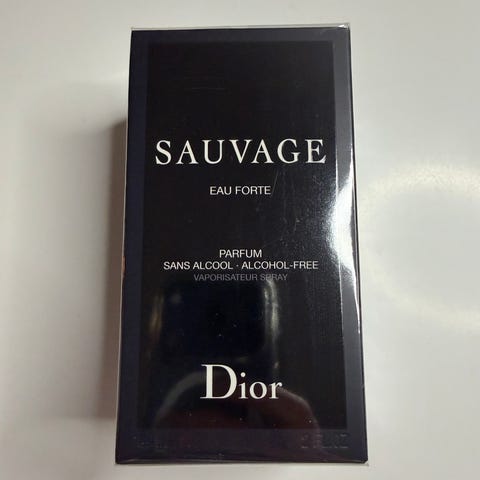 SAUVAGE
EAU FORTE
PARFUM
SANS ALCOOL · ALCOHOL-FREE
VAPORISATEUR SPRAY
Dior